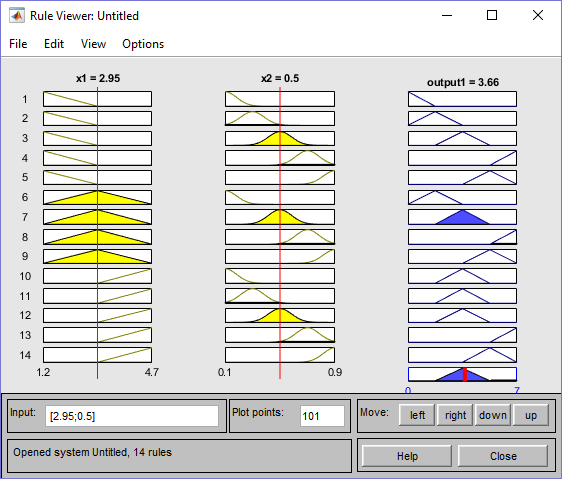 Rule Viewer: Untitled
File Edit View Options
x1 = 2.95 x2 = 0.5 output1 = 3.66
1
2
3
4
5
6
7
8
9
10
11
12
13
14
1.2 4.7 0.1 0.9
0 7
Input: [2.95;0.5] Plot points: 101 Move: left right down up
Opened system Untitled, 14 rules Help Close